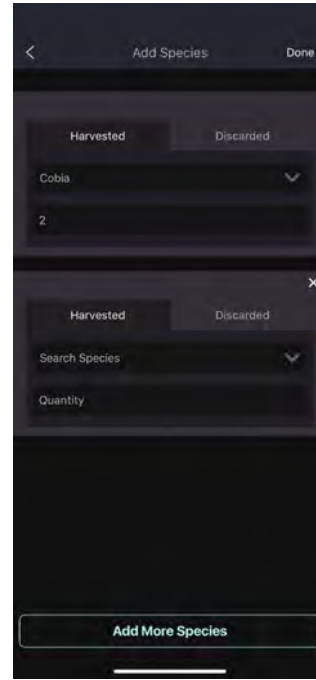 Add Species Done
Harvested Discarded
Cobia
2
Harvested Discarded
Search Species
Quantity
Add More Species